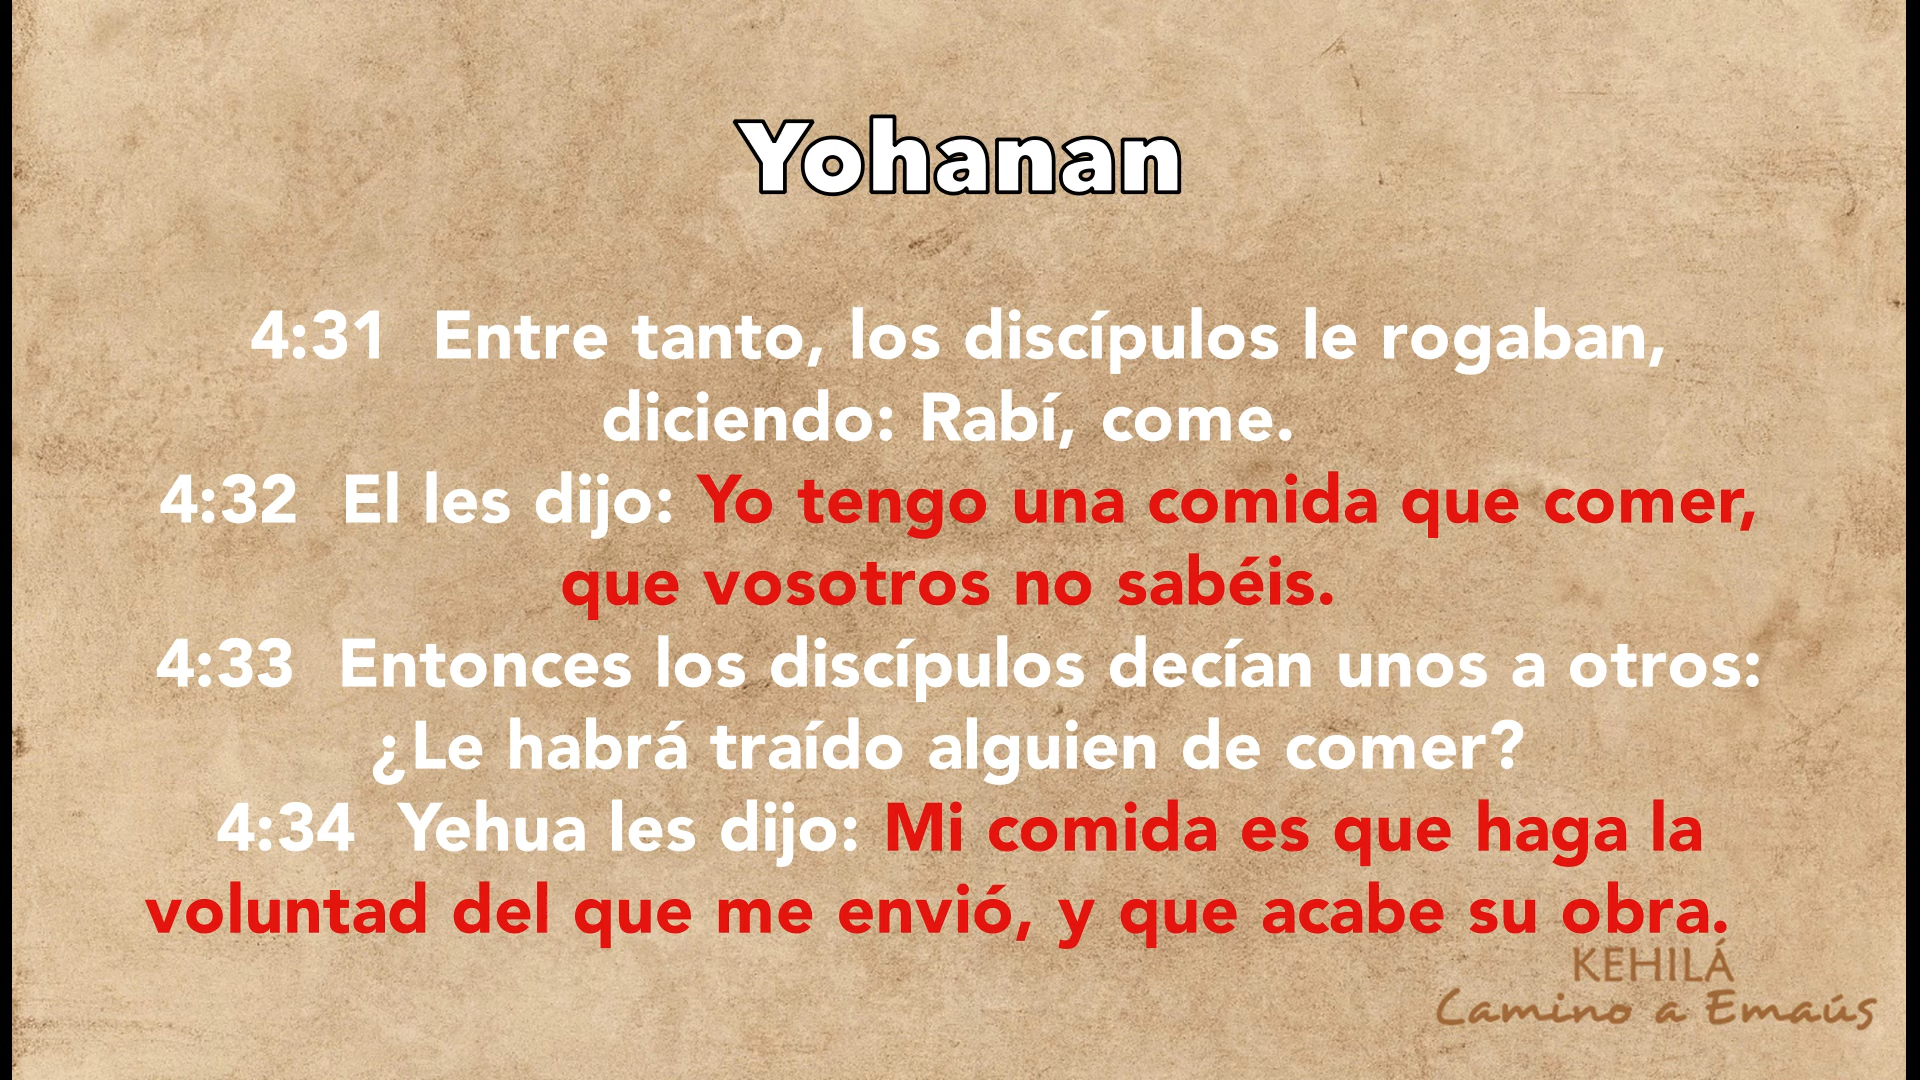 Yohanan
4:31 Entre tanto, los discípulos le rogaban,
diciendo: Rabí, come.
4:32 El les dijo: Yo tengo una comida que comer,
que vosotros no sabéis.
4:33 Entonces los discípulos decían unos a otros:
¿Le habrá traído alguien de comer?
4:34 Yehua les dijo: Mi comida es que haga la
voluntad del que me envió, y que acabe su obra.
KEHILÁ
Camino a Emaús